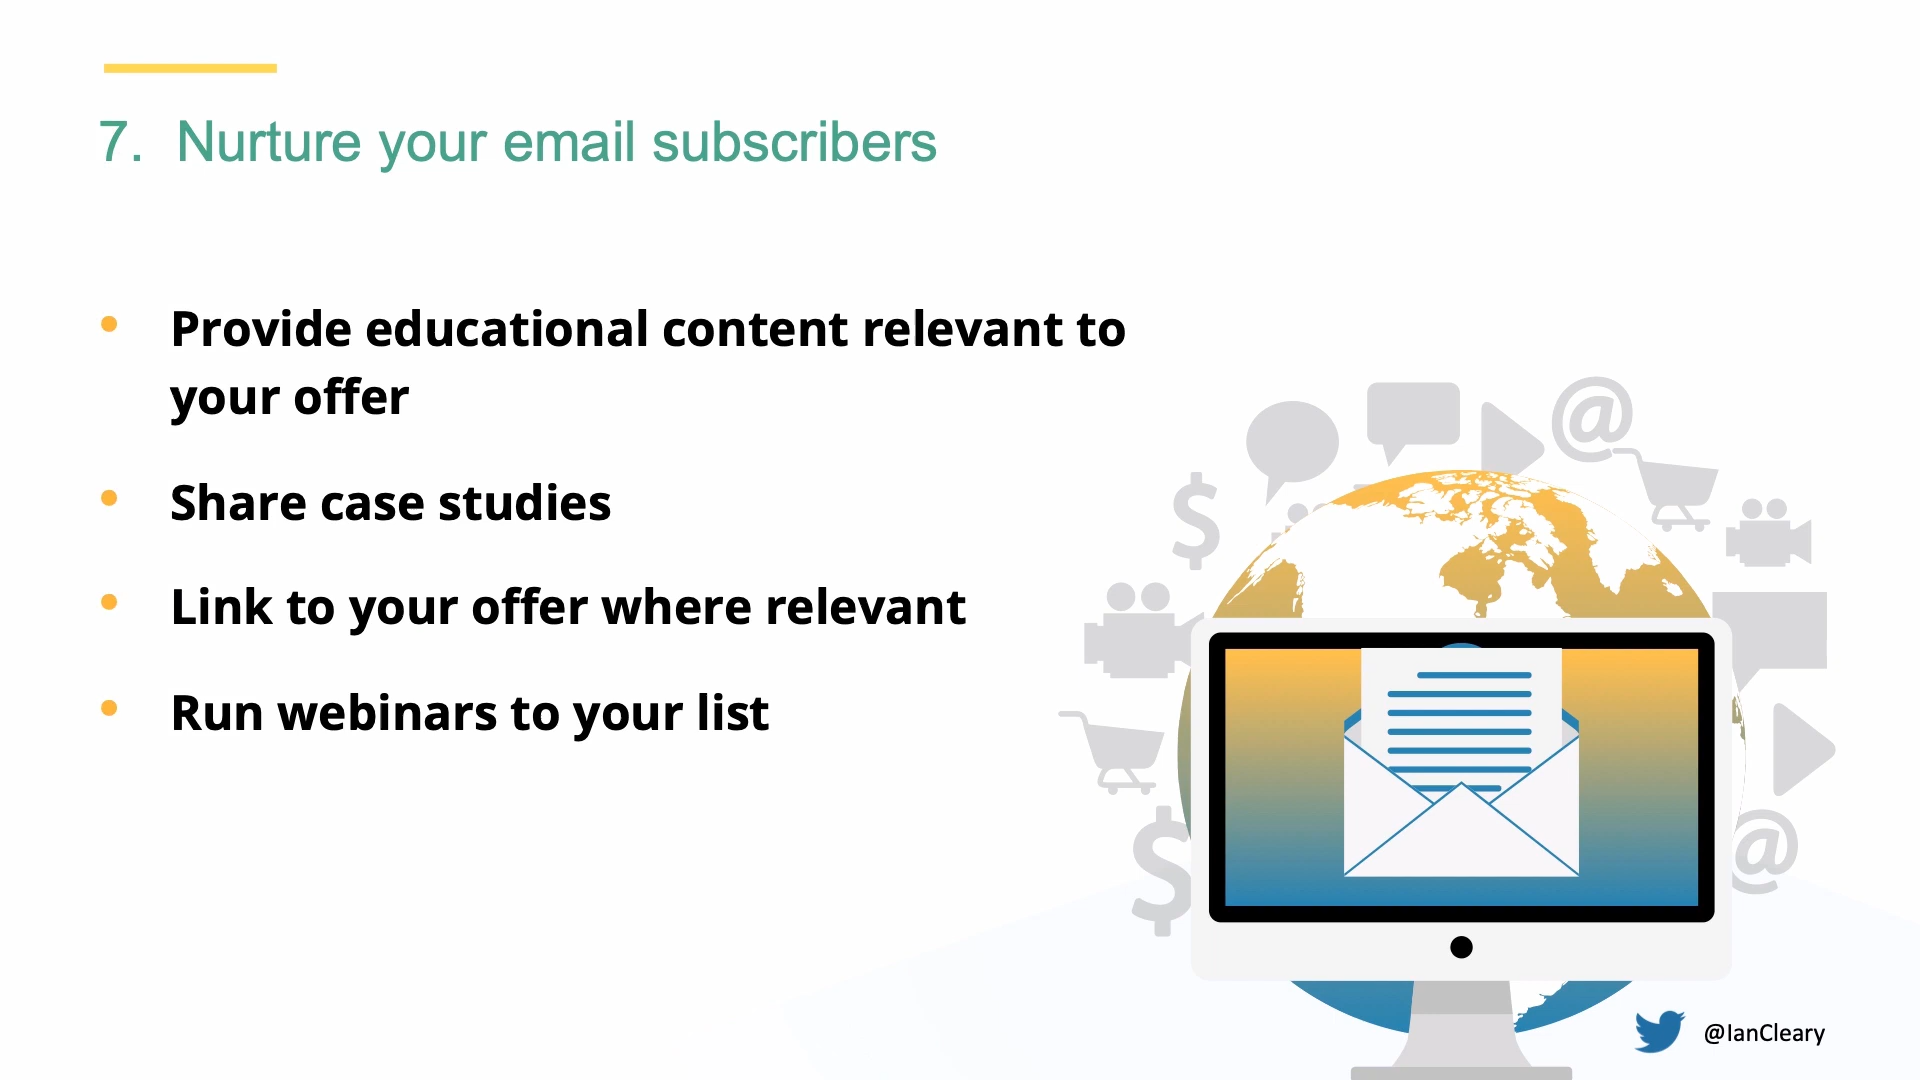 7. Nurture your email subscribers
• Provide educational content relevant to
your offer
• Share case studies
• Link to your offer where relevant
• Run webinars to your list
@IanCleary